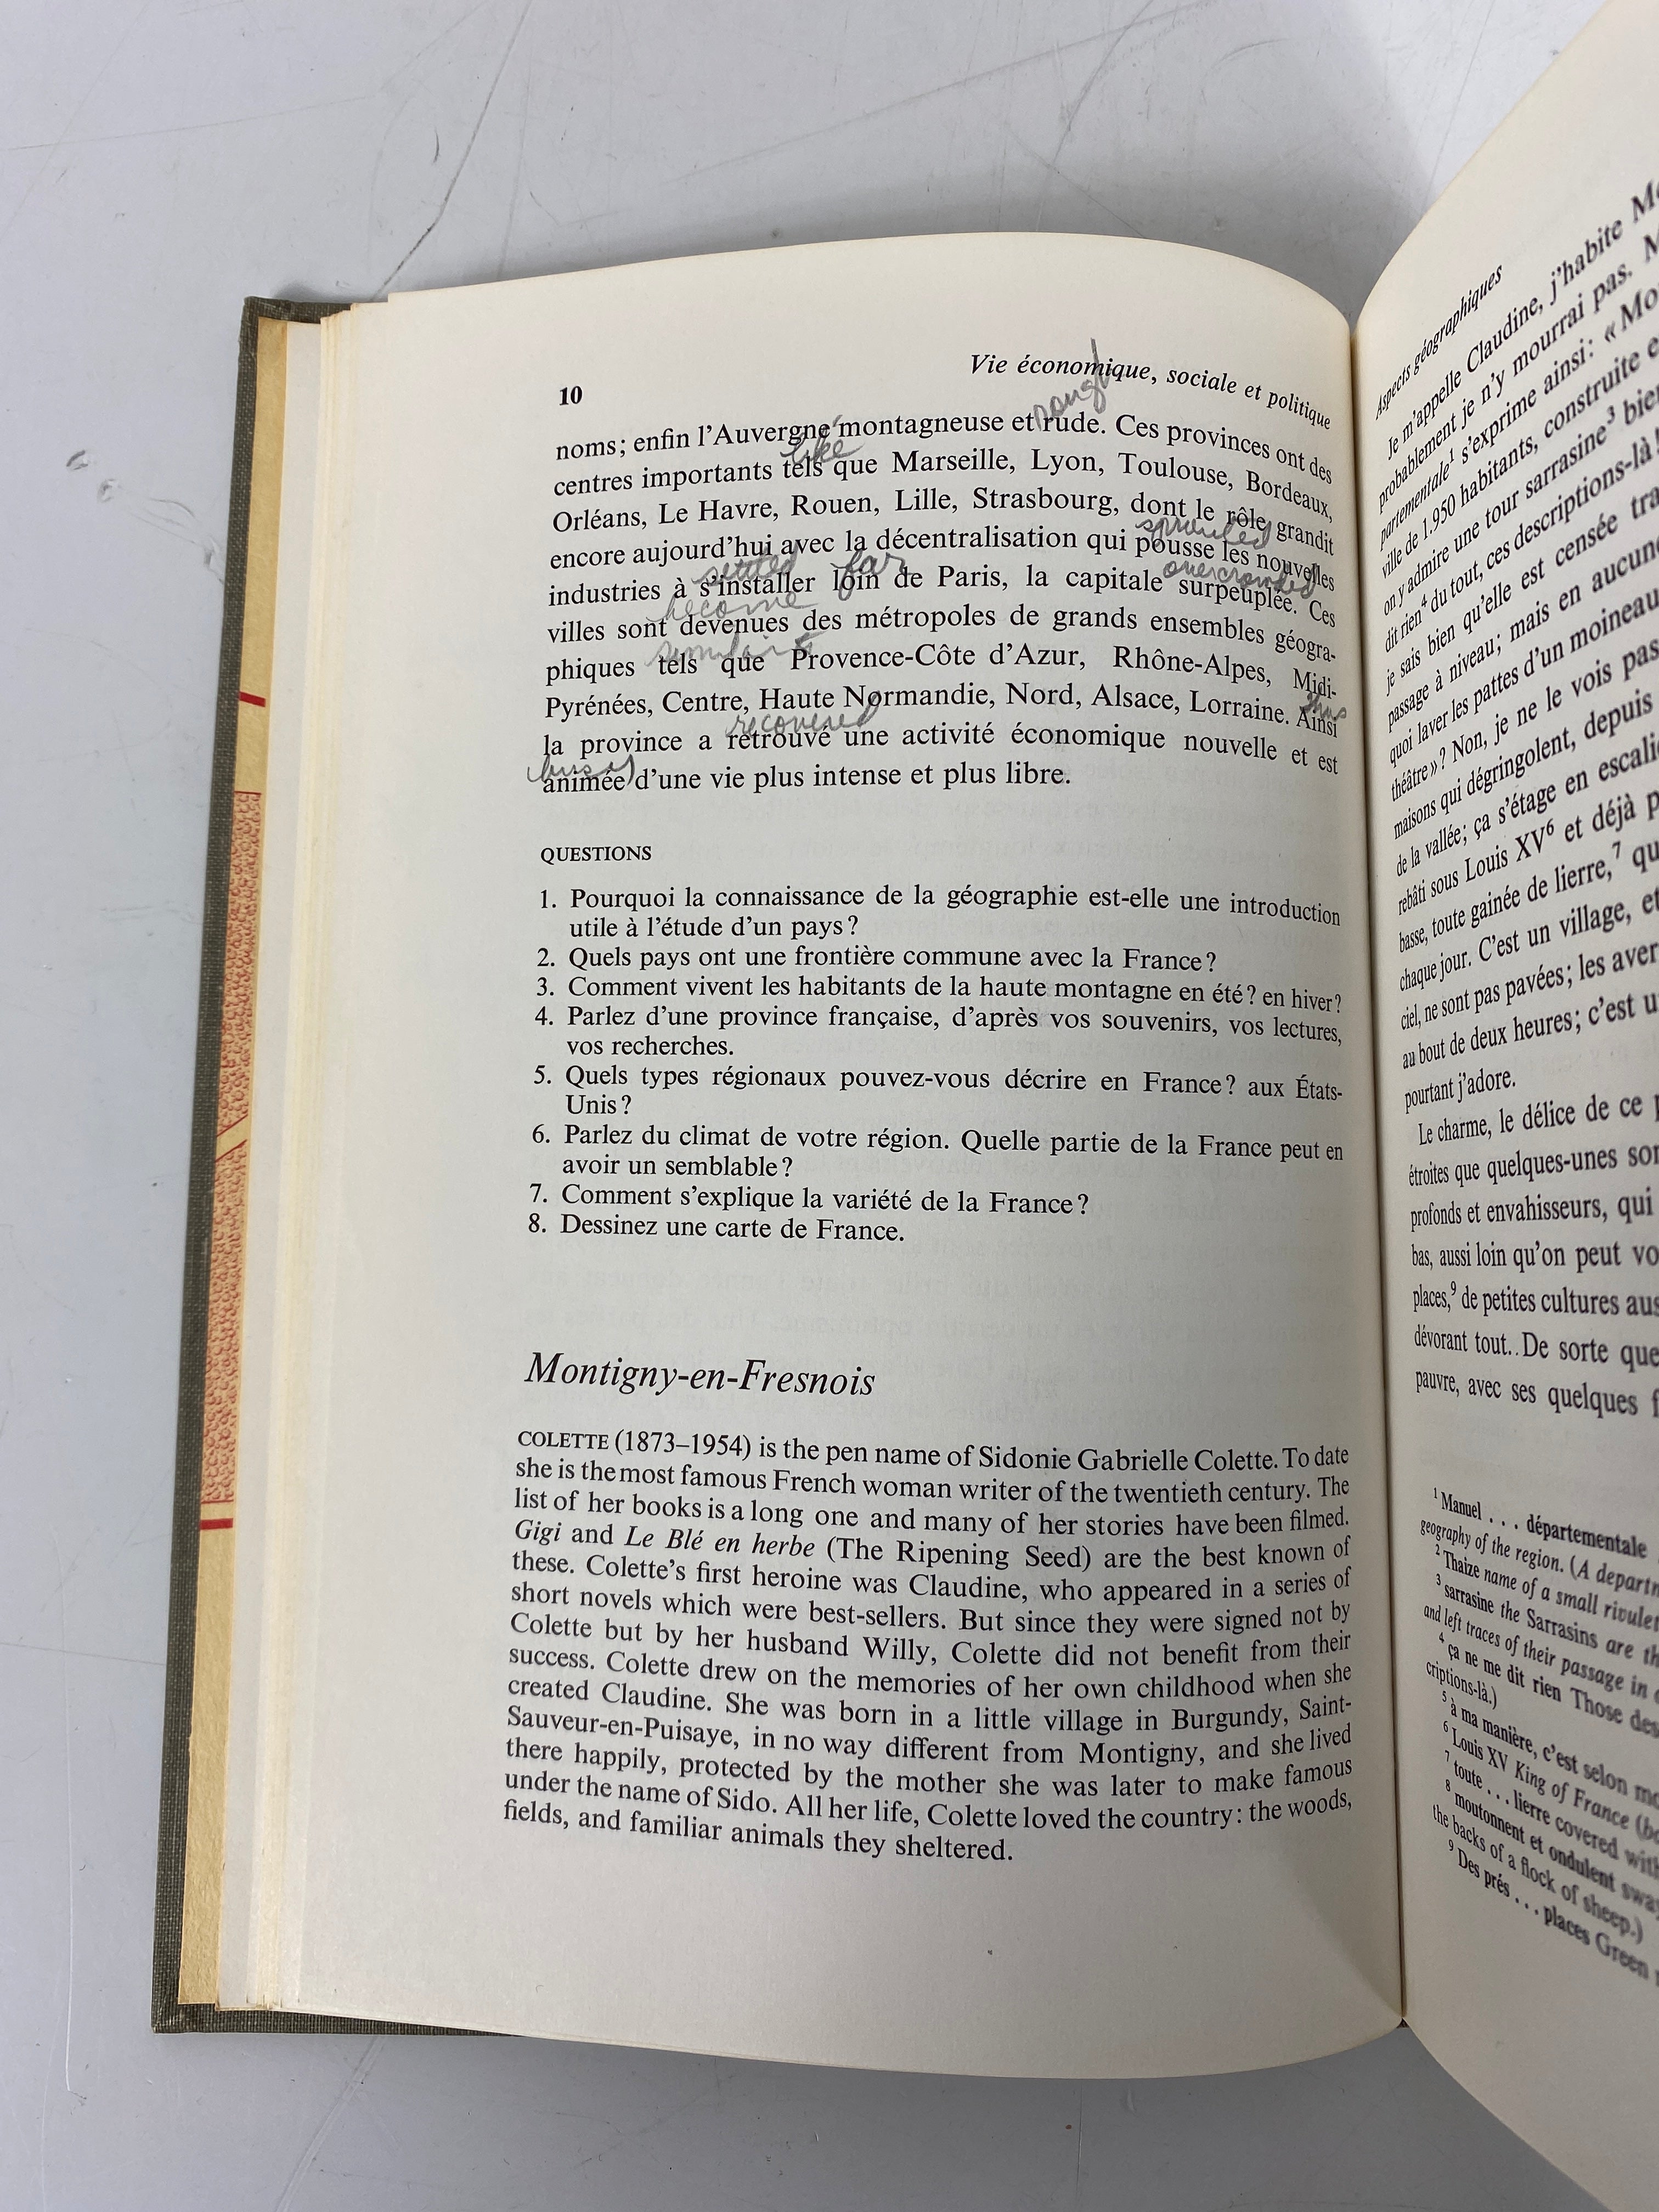 10
Vie économique, sociale et politique
rough
noms; enfin l'Auvergne montagneuse et rude. Ces provinces ont des
like
centres importants tels que Marseille, Lyon, Toulouse, Bordeaux,
Orléans, Le Havre, Rouen, Lille, Strasbourg, dont le rôle grandit
sprouted
encore aujourd'hui avec la décentralisation qui pousse les nouvelles
settled far overcrowded
industries à s'installer loin de Paris, la capitale surpeuplée. Ces
become
villes sont devenues des métropoles de grands ensembles géogra-
phiques tels que Provence-Côte d'Azur, Rhône-Alpes, Midi-
Pyrénées, Centre, Haute Normandie, Nord, Alsace, Lorraine. Ainsi
recovered thus
la province a retrouvé une activité économique nouvelle et est
busy
animée d'une vie plus intense et plus libre.
QUESTIONS
1. Pourquoi la connaissance de la géographie est-elle une introduction
utile à l'étude d'un pays?
2. Quels pays ont une frontière commune avec la France?
3. Comment vivent les habitants de la haute montagne en été? en hiver?
4. Parlez d'une province française, d'après vos souvenirs, vos lectures,
vos recherches.
5. Quels types régionaux pouvez-vous décrire en France? aux États-
Unis?
6. Parlez du climat de votre région. Quelle partie de la France peut en
avoir un semblable?
7. Comment s'explique la variété de la France?
8. Dessinez une carte de France.
Montigny-en-Fresnois
COLETTE (1873–1954) is the pen name of Sidonie Gabrielle Colette. To date
she is the most famous French woman writer of the twentieth century. The
list of her books is a long one and many of her stories have been filmed.
Gigi and Le Blé en herbe (The Ripening Seed) are the best known of
these. Colette's first heroine was Claudine, who appeared in a series of
short novels which were best-sellers. But since they were signed not by
Colette but by her husband Willy, Colette did not benefit from their
success. Colette drew on the memories of her own childhood when she
created Claudine. She was born in a little village in Burgundy, Saint-
Sauveur-en-Puisaye, in no way different from Montigny, and she lived
there happily, protected by the mother she was later to make famous
under the name of Sido. All her life, Colette loved the country: the woods,
fields, and familiar animals they sheltered.
Aspects géographiques
Je m'appelle Claudine, j'habite
probablement je n'y mourrai pas.
partementale1 s'exprime ainsi: «
ville de 1.950 habitants, construite
on y admire une tour sarrasine3
dit rien4 du tout, ces descriptions-là!
je sais bien qu'elle est censée
passage à niveau; mais en
quoi laver les pattes d'un moineau
théâtre»? Non, je ne le vois pas
maisons qui dégringolent, depuis
de la vallée; ça s'étage en
rebâti sous Louis XV6 et déjà
basse, toute gainée de lierre,7
chaque jour. C'est un village,
ciel, ne sont pas pavées; les
au bout de deux heures; c'est
pourtant j'adore.
Le charme, le délice de ce
étroites que quelques-unes
profonds et envahisseurs, qui
bas, aussi loin qu'on peut
places,9 de petites cultures
dévorant tout. De sorte que
pauvre, avec ses quelques
1 Manuel . . . départementale
geography of the region. (A
2 Thaize name of a small rivulet
3 sarrasine the Sarrasins are
and left traces of their passage in
4 ça ne me dit rien Those
criptions-là.)
5 à ma manière, c'est selon
6 Louis XV King of France
7 toute . . . lierre covered with
8 moutonnent et ondulent
the backs of a flock of sheep.)
9 Des prés . . . places Green